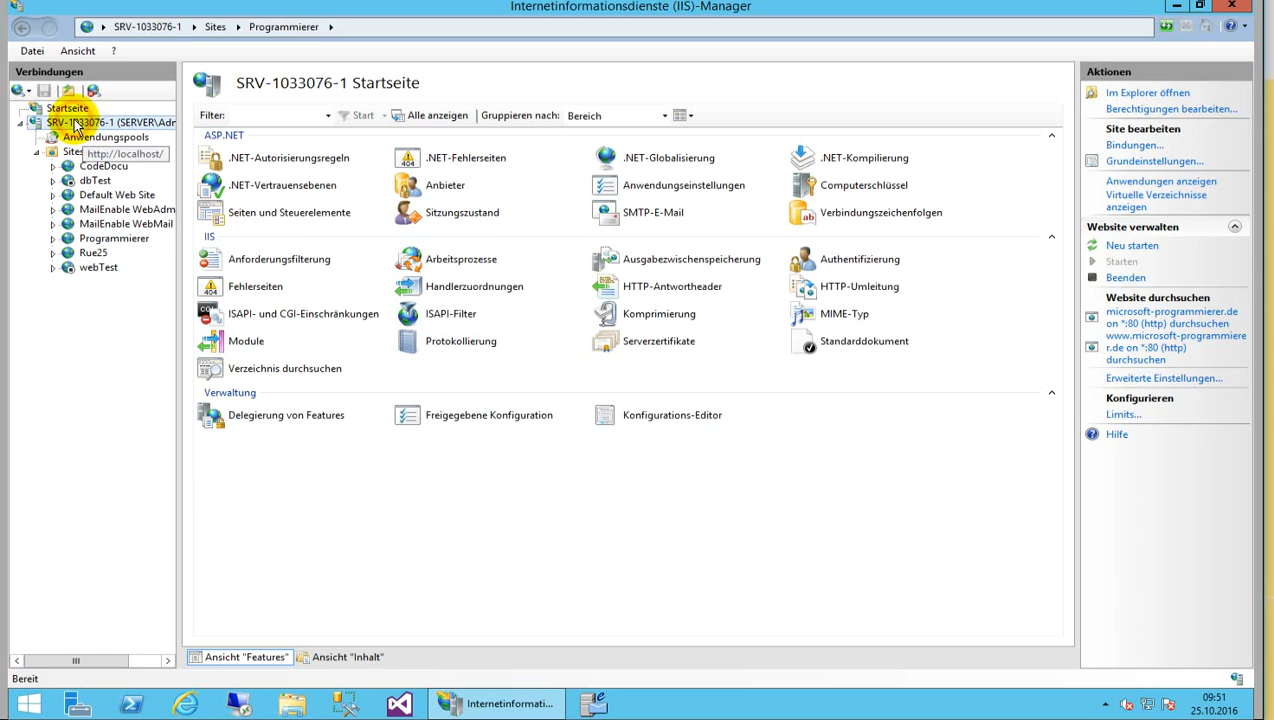 Internetinformationsdienste (IIS)-Manager
SRV-1033076-1
Sites
Programmierer
Datei
Ansicht
?
Verbindungen
Startseite
SRV-1033076-1 (SERVER\Adr
Anwendungspools
Sites
http://localhost/
CodeDocu
dbTest
Default Web Site
MailEnable WebAdm
MailEnable WebMail
Programmierer
Rue25
webTest
SRV-1033076-1 Startseite
Filter:
Start
Alle anzeigen
Gruppieren nach:
Bereich
ASP.NET
.NET-Autorisierungsregeln
.NET-Fehlerseiten
.NET-Globalisierung
.NET-Kompilierung
.NET-Vertrauensebenen
Anbieter
Anwendungseinstellungen
Computerschlüssel
Seiten und Steuerelemente
Sitzungszustand
SMTP-E-Mail
Verbindungszeichenfolgen
IIS
Anforderungsfilterung
Arbeitsprozesse
Ausgabezwischenspeicherung
Authentifizierung
Fehlerseiten
Handlerzuordnungen
HTTP-Antwortheader
HTTP-Umleitung
ISAPI- und CGI-Einschränkungen
ISAPI-Filter
Komprimierung
MIME-Typ
Module
Protokollierung
Serverzertifikate
Standarddokument
Verzeichnis durchsuchen
Verwaltung
Delegierung von Features
Freigegebene Konfiguration
Konfigurations-Editor
Ansicht "Features"
Ansicht "Inhalt"
Aktionen
Im Explorer öffnen
Berechtigungen bearbeiten...
Site bearbeiten
Bindungen...
Grundeinstellungen...
Anwendungen anzeigen
Virtuelle Verzeichnisse
anzeigen
Website verwalten
Neu starten
Starten
Beenden
Website durchsuchen
microsoft-programmierer.de
on *:80 (http) durchsuchen
www.microsoft-programmiere
r.de on *:80 (http)
durchsuchen
Erweiterte Einstellungen...
Konfigurieren
Limits...
Hilfe
Bereit
Internetinformati...
09:51
25.10.2016